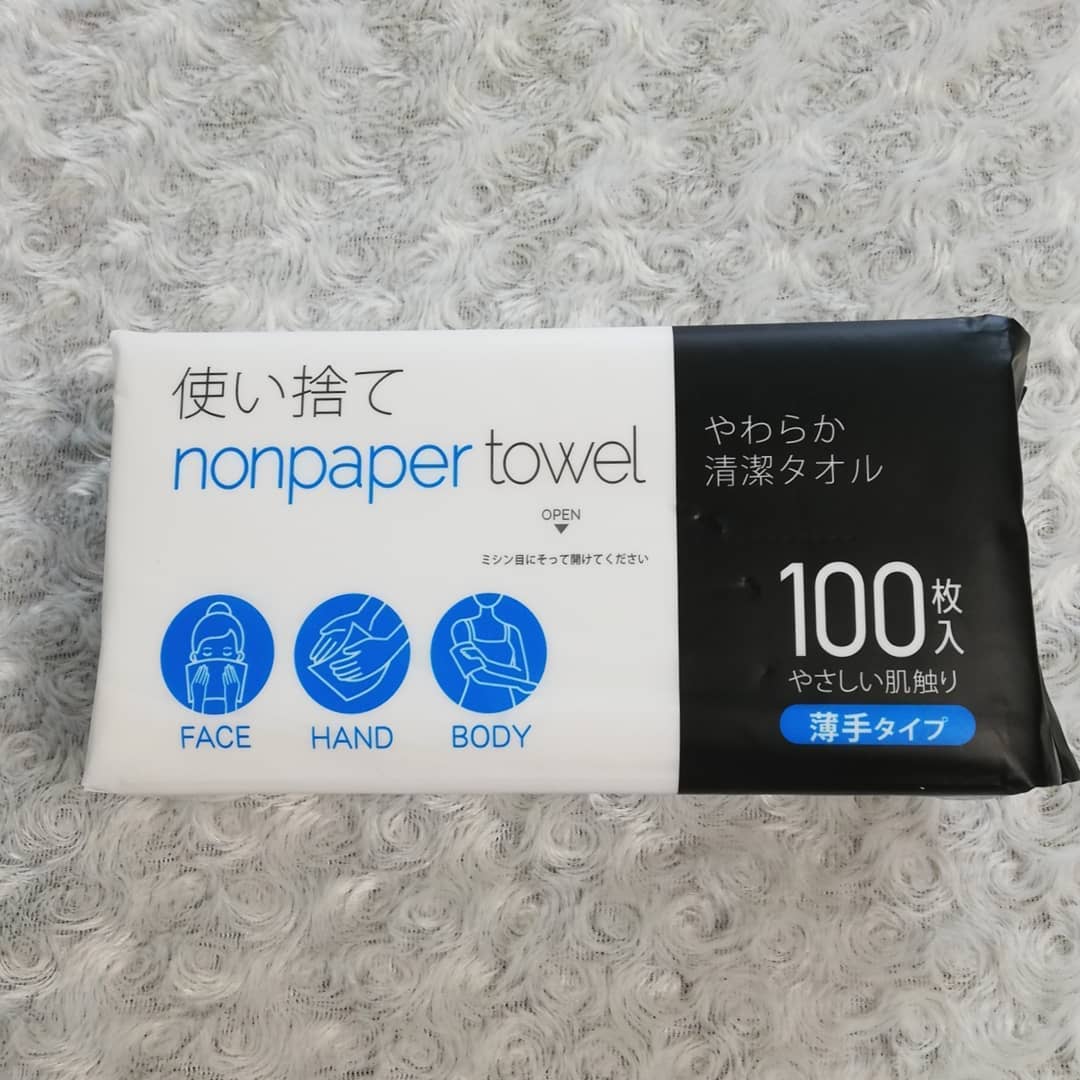 使い捨て
nonpaper towel
OPEN
ミシン目にそって開けてください
FACE
HAND
BODY
やわらか
清潔タオル
100枚入
やさしい肌触り
薄手タイプ